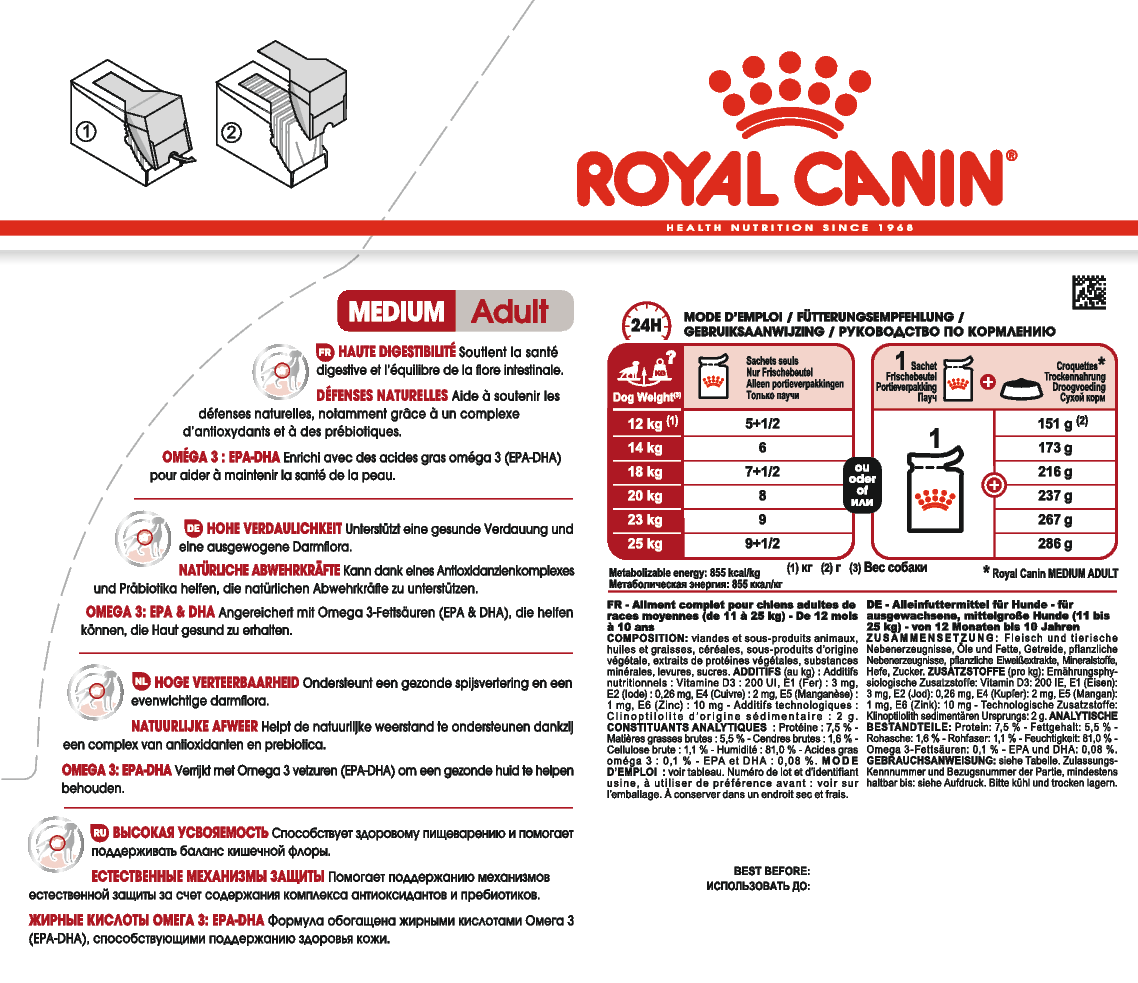 1
2
ROYAL CANIN®
HEALTH NUTRITION SINCE 1968
MEDIUM Adult
FR HAUTE DIGESTIBILITÉ Soutient la santé
digestive et l'équilibre de la flore intestinale.
DÉFENSES NATURELLES Aide à soutenir les
défenses naturelles, notamment grâce à un complexe
d'antioxydants et à des prébiotiques.
OMÉGA 3 : EPA-DHA Enrichi avec des acides gras oméga 3 (EPA-DHA)
pour aider à maintenir la santé de la peau.
DE HOHE VERDAULICHKEIT Unterstützt eine gesunde Verdauung und
eine ausgewogene Darmflora.
NATÜRLICHE ABWEHRKRÄFTE Kann dank eines Antioxidanzienkomplexes
und Präbiotika helfen, die natürlichen Abwehrkräfte zu unterstützen.
OMEGA 3: EPA & DHA Angereichert mit Omega 3-Fettsäuren (EPA & DHA), die helfen
können, die Haut gesund zu erhalten.
NL HOGE VERTEERBAARHEID Ondersteunt een gezonde spijsvertering en een
evenwichtige darmflora.
NATUURLIJKE AFWEER Helpt de natuurlijke weerstand te ondersteunen dankzij
een complex van antioxidanten en prebiotica.
OMEGA 3: EPA-DHA Verrijkt met Omega 3 vetzuren (EPA-DHA) om een gezonde huid te helpen
behouden.
RU ВЫСОКАЯ УСВОЯЕМОСТЬ Способствует здоровому пищеварению и помогает
поддерживать баланс кишечной флоры.
ЕСТЕСТВЕННЫЕ МЕХАНИЗМЫ ЗАЩИТЫ Помогает поддержанию механизмов
естественной защиты за счет содержания комплекса антиоксидантов и пребиотиков.
ЖИРНЫЕ КИСЛОТЫ ОМЕГА 3: EPA-DHA Формула обогащена жирными кислотами Омега 3
(EPA-DHA), способствующими поддержанию здоровья кожи.
24H
MODE D'EMPLOI / FÜTTERUNGSEMPFEHLUNG /
GEBRUIKSAANWIJZING / РУКОВОДСТВО ПО КОРМЛЕНИЮ
? KG
Dog Weight(3)
Sachets seuls
Nur Frischebeutel
Alleen portieverpakkingen
Только паучи
1 Sachet
Frischebeutel
Portieverpakking
Пауч
+
Croquettes*
Trockennahrung
Droogvoeding
Сухой корм
12 kg (1) 5+1/2 151 g (2)
14 kg 6 173 g
18 kg 7+1/2 216 g
20 kg 8 237 g
23 kg 9 267 g
25 kg 9+1/2 286 g
ou
oder
of
или
1
+
Metabolizable energy: 855 kcal/kg
Метаболическая энергия: 855 ккал/кг
(1) кг (2) г (3) Вес собаки
* Royal Canin MEDIUM ADULT
FR - Aliment complet pour chiens adultes de
races moyennes (de 11 à 25 kg) - De 12 mois
à 10 ans
COMPOSITION: viandes et sous-produits animaux,
huiles et graisses, céréales, sous-produits d'origine
végétale, extraits de protéines végétales, substances
minérales, levures, sucres. ADDITIFS (au kg) : Additifs
nutritionnels : Vitamine D3 : 200 UI, E1 (Fer) : 3 mg,
E2 (Iode) : 0,26 mg, E4 (Cuivre) : 2 mg, E5 (Manganèse) :
1 mg, E6 (Zinc) : 10 mg - Additifs technologiques :
Clinoptilolite d'origine sédimentaire : 2 g.
CONSTITUANTS ANALYTIQUES : Protéine : 7,5 % -
Matières grasses brutes : 5,5 % - Cendres brutes : 1,6 % -
Cellulose brute : 1,1 % - Humidité : 81,0 % - Acides gras
oméga 3 : 0,1 % - EPA et DHA : 0,08 %. MODE
D'EMPLOI : voir tableau. Numéro de lot et d'identifiant
usine, à utiliser de préférence avant : voir sur
l'emballage. À conserver dans un endroit sec et frais.
DE - Alleinfuttermittel für Hunde - für
ausgewachsene, mittelgroße Hunde (11 bis
25 kg) - von 12 Monaten bis 10 Jahren
ZUSAMMENSETZUNG: Fleisch und tierische
Nebenerzeugnisse, Öle und Fette, Getreide, pflanzliche
Nebenerzeugnisse, pflanzliche Eiweißextrakte, Mineralstoffe,
Hefe, Zucker. ZUSATZSTOFFE (pro kg): Ernährungsphy-
siologische Zusatzstoffe: Vitamin D3: 200 IE, E1 (Eisen):
3 mg, E2 (Jod): 0,26 mg, E4 (Kupfer): 2 mg, E5 (Mangan):
1 mg, E6 (Zink): 10 mg - Technologische Zusatzstoffe:
Klinoptilolith sedimentären Ursprungs: 2 g. ANALYTISCHE
BESTANDTEILE: Protein: 7,5 % - Fettgehalt: 5,5 % -
Rohasche: 1,6 % - Rohfaser: 1,1 % - Feuchtigkeit: 81,0 % -
Omega 3-Fettsäuren: 0,1 % - EPA und DHA: 0,08 %.
GEBRAUCHSANWEISUNG: siehe Tabelle. Zulassungs-
Kennnummer und Bezugsnummer der Partie, mindestens
haltbar bis: siehe Aufdruck. Bitte kühl und trocken lagern.
BEST BEFORE:
ИСПОЛЬЗОВАТЬ ДО: